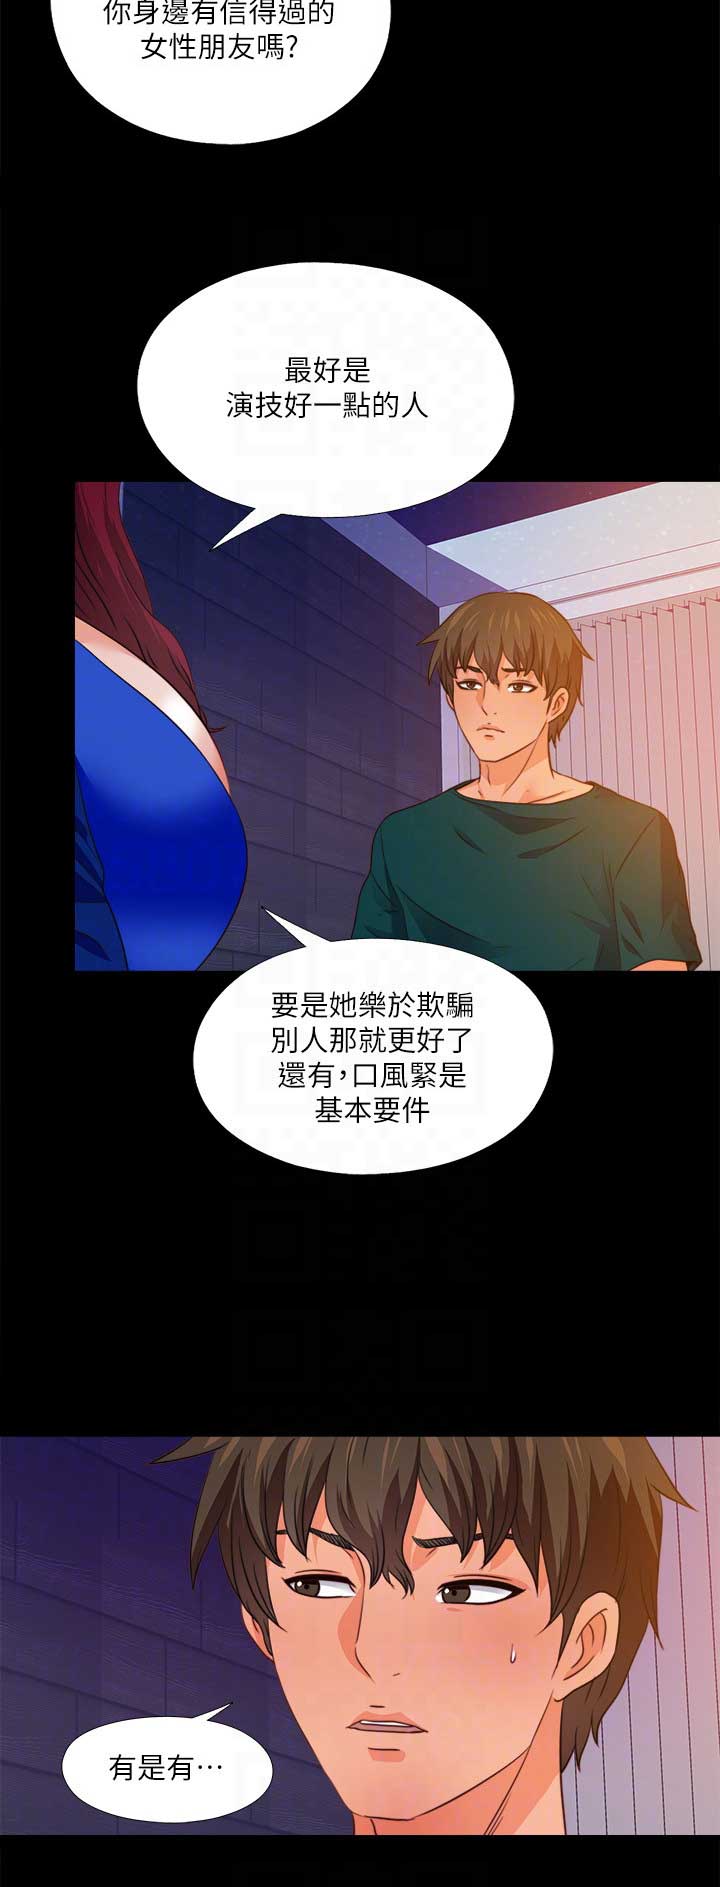 你身邊有信得過的
女性朋友嗎?
最好是
演技好一點的人
要是她樂於欺騙
別人那就更好了
還有,口風緊是
基本要件
有是有…